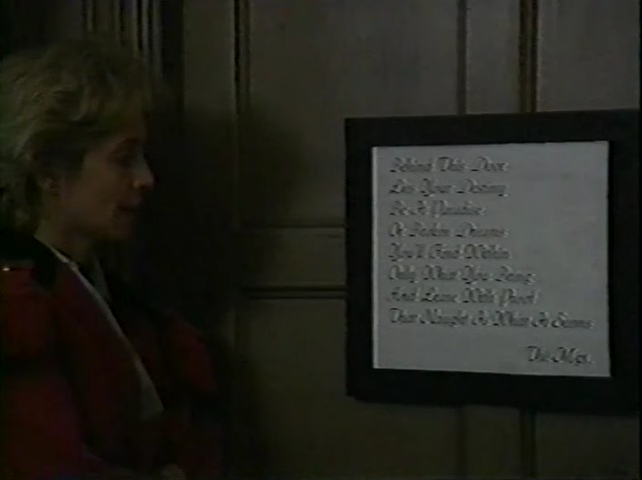 Behind This Door
Lies Your Destiny
Be It Paradise
Or Broken Dreams
You'll Find Within
Only What You Bring
And Leave With Proof
That Naught Is What It Seems
The Mgr.